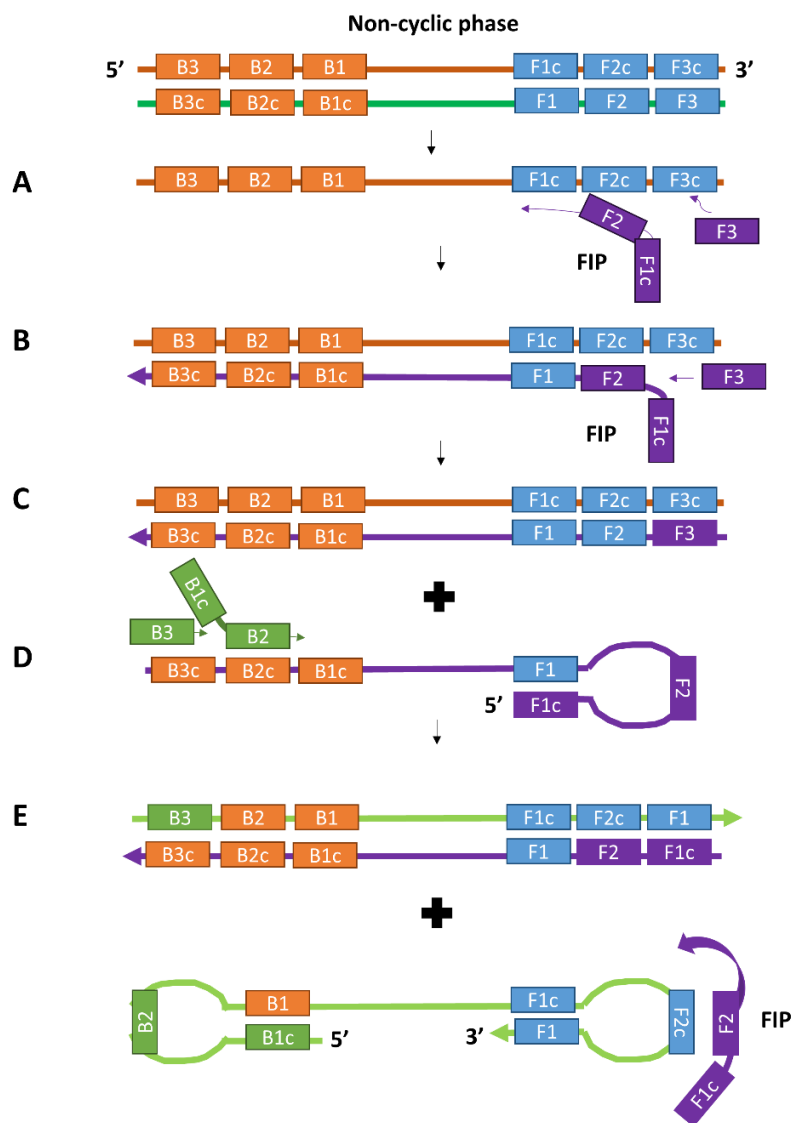 Non-cyclic phase
5’ B3 B2 B1 F1c F2c F3c 3’
B3c B2c B1c F1 F2 F3
A
B3 B2 B1 F1c F2c F3c
F2 F3
FIP F1c
B
B3 B2 B1 F1c F2c F3c
B3c B2c B1c F1 F2 F3
FIP F1c
C
B3 B2 B1 F1c F2c F3c
B3c B2c B1c F1 F2 F3
B1c
B3 B2
D
B3c B2c B1c F1
5’ F1c F2
E
B3 B2 B1 F1c F2c F1
B3c B2c B1c F1 F2 F1c
B2 B1 F1c F2c F2 FIP
B1c 5’ 3’ F1
F1c